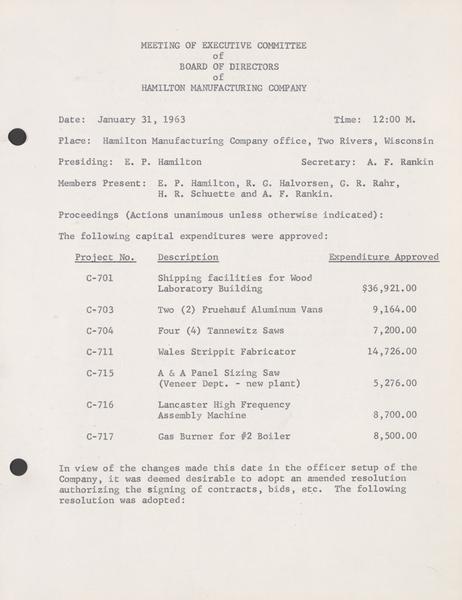 MEETING OF EXECUTIVE COMMITTEE
of
BOARD OF DIRECTORS
of
HAMILTON MANUFACTURING COMPANY
Date: January 31, 1963 Time: 12:00 M.
Place: Hamilton Manufacturing Company office, Two Rivers, Wisconsin
Presiding: E. P. Hamilton Secretary: A. F. Rankin
Members Present: E. P. Hamilton, R. G. Halvorsen, G. R. Rahr,
H. R. Schuette and A. F. Rankin.
Proceedings (Actions unanimous unless otherwise indicated):
The following capital expenditures were approved:
Project No. Description Expenditure Approved
C-701 Shipping facilities for Wood
Laboratory Building $36,921.00
C-703 Two (2) Fruehauf Aluminum Vans 9,164.00
C-704 Four (4) Tannewitz Saws 7,200.00
C-711 Wales Strippit Fabricator 14,726.00
C-715 A & A Panel Sizing Saw
(Veneer Dept. - new plant) 5,276.00
C-716 Lancaster High Frequency
Assembly Machine 8,700.00
C-717 Gas Burner for #2 Boiler 8,500.00
In view of the changes made this date in the officer setup of the
Company, it was deemed desirable to adopt an amended resolution
authorizing the signing of contracts, bids, etc. The following
resolution was adopted: